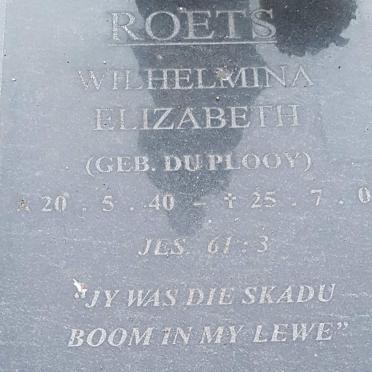 ROETS
WILHELMINA
ELIZABETH
(GEB. DU PLOOY)
* 20 . 5 . 40 – † 25 . 7 . 0
JES. 61 : 3
"JY WAS DIE SKADU
BOOM IN MY LEWE"